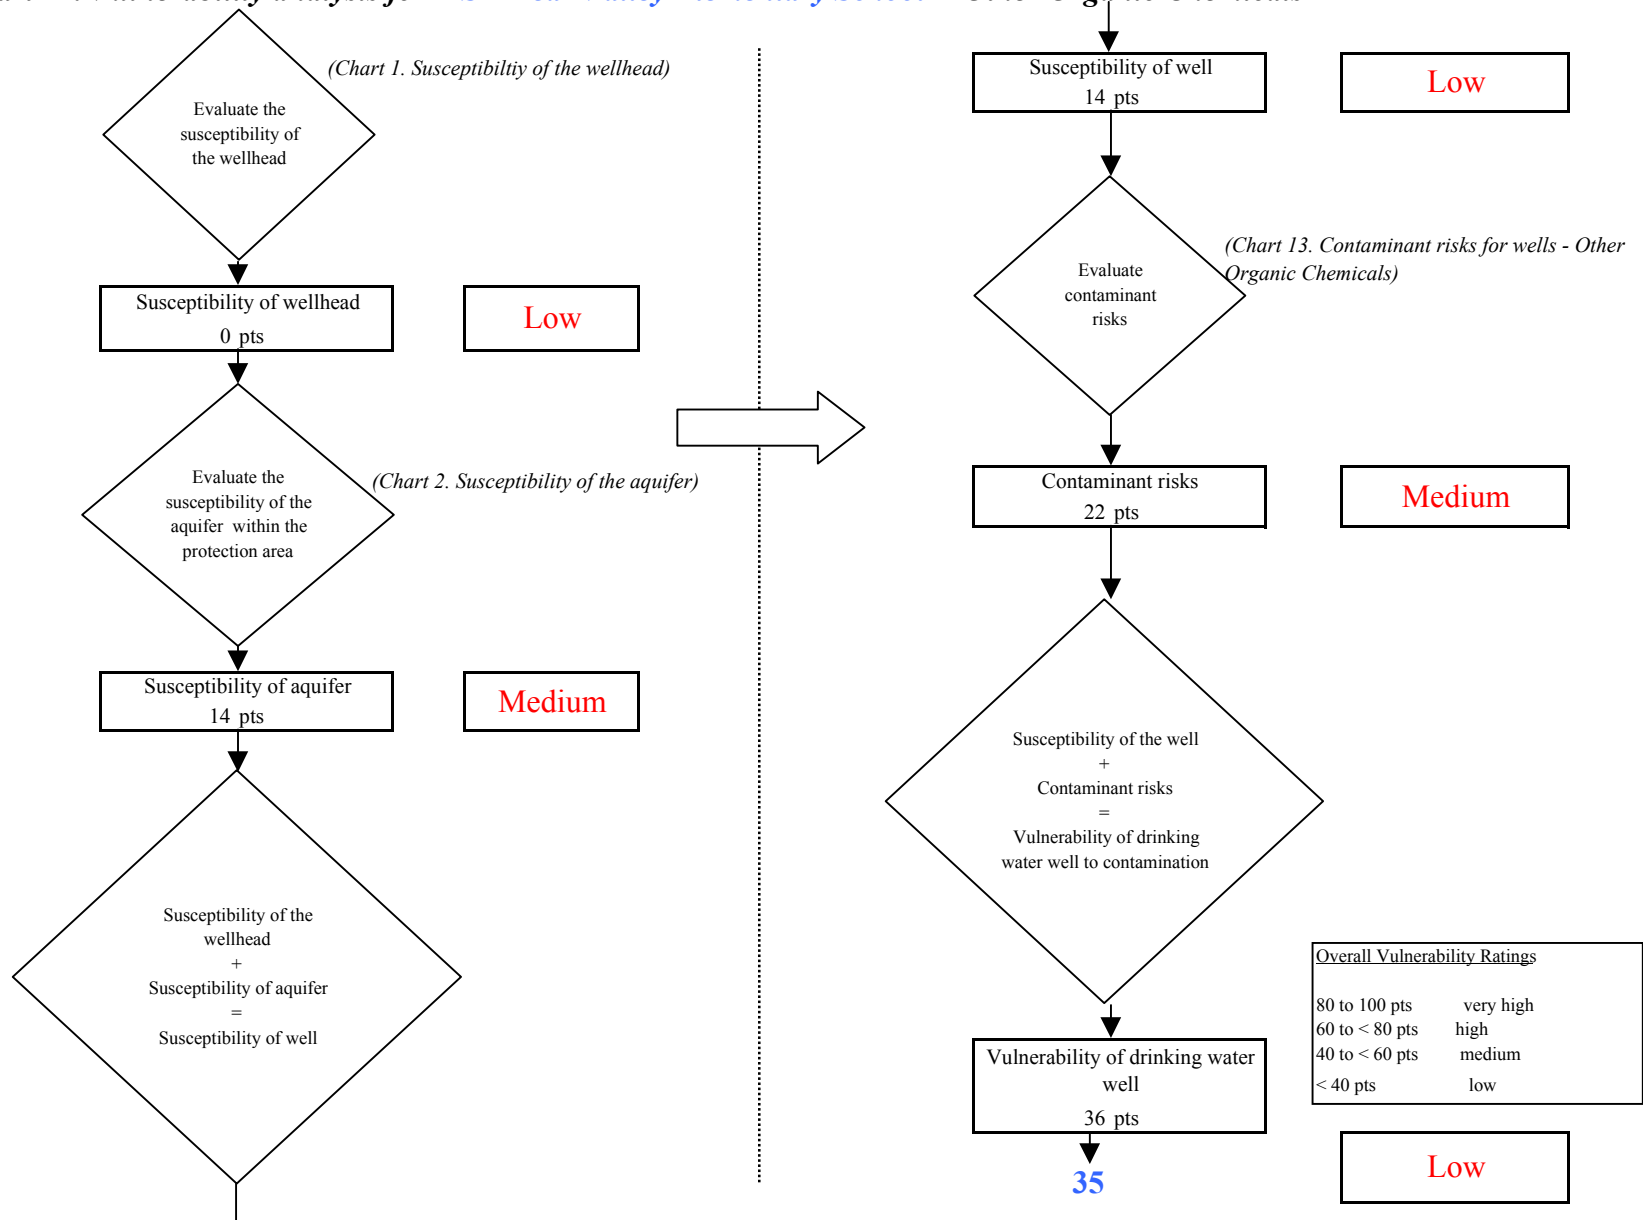 (Chart 1. Susceptibiltiy of the wellhead)
Evaluate the
susceptibility of
the wellhead
Susceptibility of wellhead
0 pts
Low
Evaluate the
susceptibility of the
aquifer within the
protection area
(Chart 2. Susceptibility of the aquifer)
Susceptibility of aquifer
14 pts
Medium
Susceptibility of the
wellhead
+
Susceptibility of aquifer
=
Susceptibility of well
Susceptibility of well
14 pts
Low
Evaluate
contaminant
risks
(Chart 13. Contaminant risks for wells - Other
Organic Chemicals)
Contaminant risks
22 pts
Medium
Susceptibility of the well
+
Contaminant risks
=
Vulnerability of drinking
water well to contamination
Overall Vulnerability Ratings
80 to 100 pts very high
60 to < 80 pts high
40 to < 60 pts medium
< 40 pts low
Vulnerability of drinking water
well
36 pts
35
Low